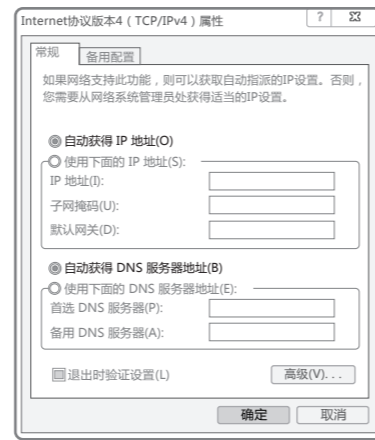 Internet协议版本4（TCP/IPv4）属性
常规
备用配置
如果网络支持此功能，则可以获取自动指派的IP设置。否则，
您需要从网络系统管理员处获得适当的IP设置。
自动获得 IP 地址(O)
使用下面的 IP 地址(S):
IP 地址(I):
子网掩码(U):
默认网关(D):
自动获得 DNS 服务器地址(B)
使用下面的 DNS 服务器地址(E):
首选 DNS 服务器(P):
备用 DNS 服务器(A):
退出时验证设置(L)
高级(V). . .
确定
取消